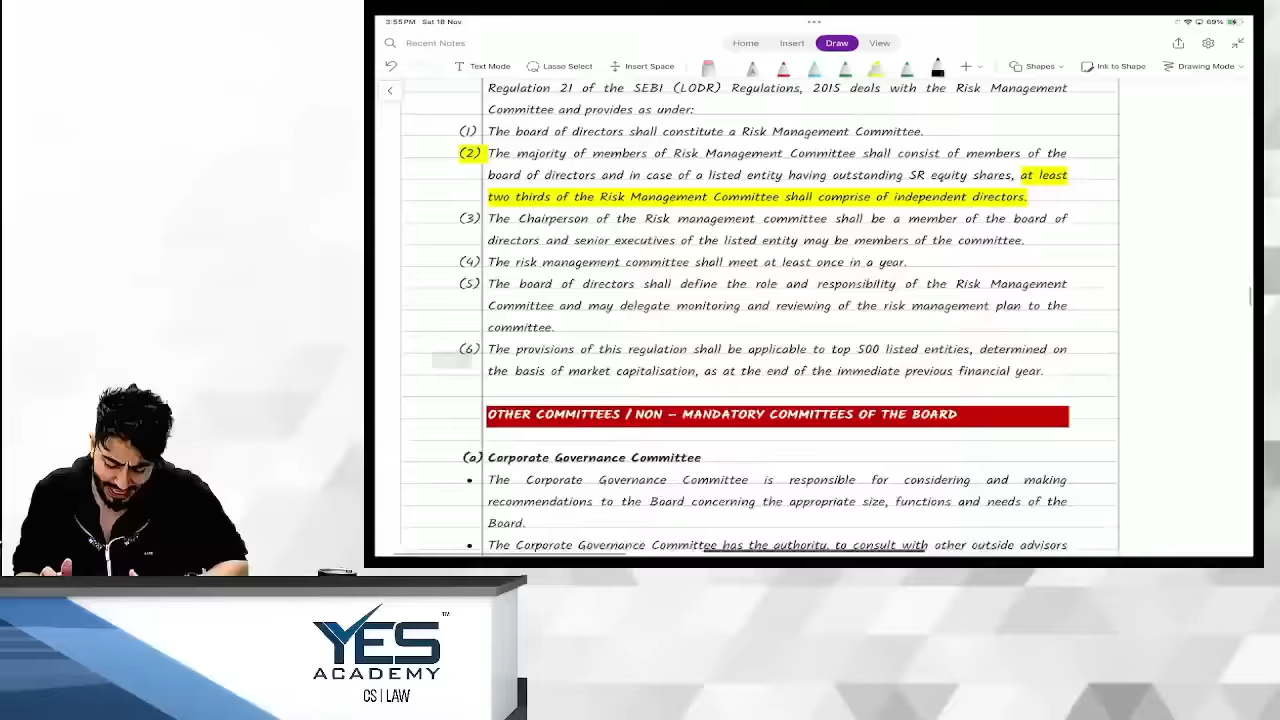 3:55 PM Sat 18 Nov
69%
Recent Notes
Home Insert Draw View
Text Mode Lasso Select Insert Space Shapes Ink to Shape Drawing Mode
Regulation 21 of the SEBI (LODR) Regulations, 2015 deals with the Risk Management
Committee and provides as under:
(1) The board of directors shall constitute a Risk Management Committee.
(2) The majority of members of Risk Management Committee shall consist of members of the
board of directors and in case of a listed entity having outstanding SR equity shares, at least
two thirds of the Risk Management Committee shall comprise of independent directors.
(3) The Chairperson of the Risk management committee shall be a member of the board of
directors and senior executives of the listed entity may be members of the committee.
(4) The risk management committee shall meet at least once in a year.
(5) The board of directors shall define the role and responsibility of the Risk Management
Committee and may delegate monitoring and reviewing of the risk management plan to the
committee.
(6) The provisions of this regulation shall be applicable to top 500 listed entities, determined on
the basis of market capitalisation, as at the end of the immediate previous financial year.
OTHER COMMITTEES / NON – MANDATORY COMMITTEES OF THE BOARD
(a) Corporate Governance Committee
• The Corporate Governance Committee is responsible for considering and making
recommendations to the Board concerning the appropriate size, functions and needs of the
Board.
• The Corporate Governance Committee has the authority, to consult with other outside advisors
YES
ACADEMY
CS | LAW
TM